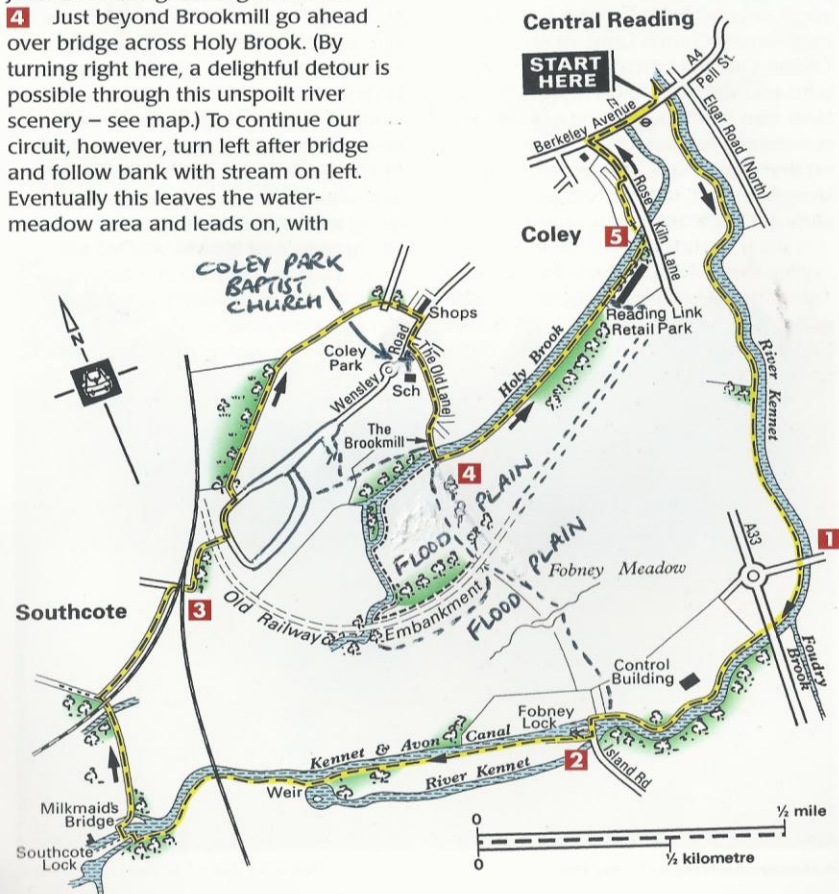 4 Just beyond Brookmill go ahead
over bridge across Holy Brook. (By
turning right here, a delightful detour is
possible through this unspoilt river
scenery – see map.) To continue our
circuit, however, turn left after bridge
and follow bank with stream on left.
Eventually this leaves the water-
meadow area and leads on, with
Central Reading
START
HERE
A4
Pell St.
Berkeley Avenue
Elgar Road (North)
Rose Kiln Lane
Coley
5
COLEY PARK
BAPTIST
CHURCH
Shops
Reading Link
Retail Park
Coley
Park
Wensley Road
The Old Lane
Sch
Holy Brook
River Kennet
N
The
Brookmill
4
FLOOD PLAIN
FLOOD PLAIN
Fobney Meadow
A33
1
Southcote
3
Old Railway Embankment
Foundry
Brook
Control
Building
Fobney
Lock
Kennet & Avon Canal
2
Island Rd
River Kennet
Weir
Milkmaid's
Bridge
Southcote
Lock
0
½ mile
0
½ kilometre